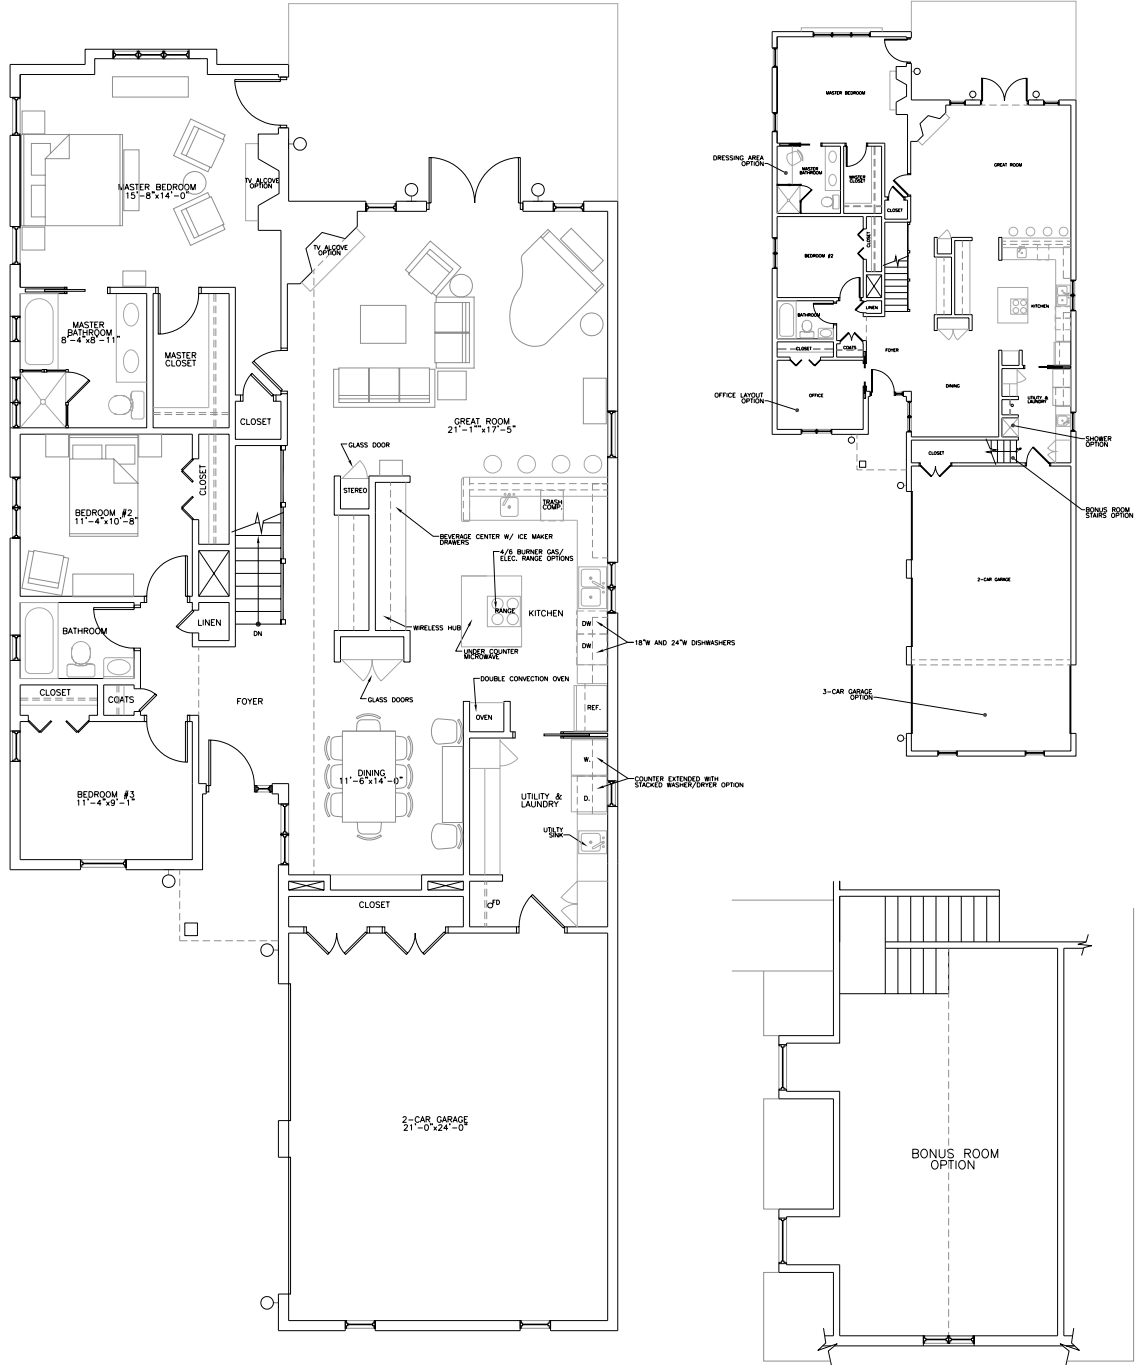 MASTER BEDROOM
15'-8"x14'-0"
TV ALCOVE
OPTION
TV ALCOVE
OPTION
MASTER
BATHROOM
8'-4"x8'-11"
MASTER
CLOSET
CLOSET
GREAT ROOM
21'-1""x17'-5"
GLASS DOOR
STEREO
CLOSET
BEDROOM #2
11'-4"x10'-8"
TRASH
COMP.
BEVERAGE CENTER W/ ICE MAKER
DRAWERS
4/6 BURNER GAS/
ELEC. RANGE OPTIONS
RANGE
KITCHEN
LINEN
DN
BATHROOM
WIRELESS HUB
DW
DW
18"W AND 24"W DISHWASHERS
UNDER COUNTER
MICROWAVE
DOUBLE CONVECTION OVEN
CLOSET
COATS
FOYER
GLASS DOORS
OVEN
REF.
W.
D.
COUNTER EXTENDED WITH
STACKED WASHER/DRYER OPTION
DINING
11'-6"x14'-0"
BEDROOM #3
11'-4"x9'-1"
UTILITY &
LAUNDRY
UTILTY
SINK
FD
CLOSET
2-CAR GARAGE
21'-0"x24'-0"
MASTER BEDROOM
GREAT ROOM
DRESSING AREA
OPTION
MASTER
BATHROOM
MASTER
CLOSET
CLOSET
CLOSET
BEDROOM #2
KITCHEN
LINEN
BATHROOM
CLOSET
COATS
FOYER
DINING
OFFICE LAYOUT
OPTION
OFFICE
UTILITY &
LAUNDRY
SHOWER
OPTION
CLOSET
BONUS ROOM
STAIRS OPTION
2-CAR GARAGE
3-CAR GARAGE
OPTION
BONUS ROOM
OPTION